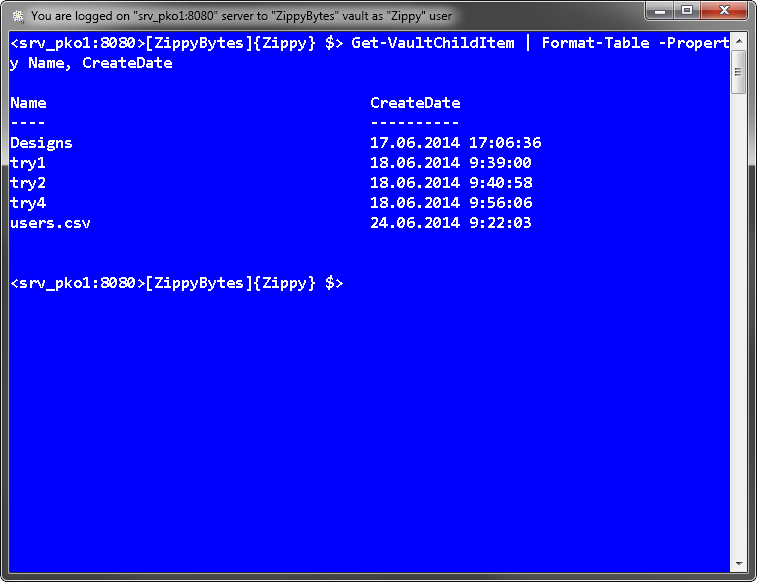 You are logged on "srv_pko1:8080" server to "ZippyBytes" vault as "Zippy" user
<srv_pko1:8080>[ZippyBytes]{Zippy} $> Get-VaultChildItem | Format-Table -Propert
y Name, CreateDate
Name CreateDate
---- ----------
Designs 17.06.2014 17:06:36
try1 18.06.2014 9:39:00
try2 18.06.2014 9:40:58
try4 18.06.2014 9:56:06
users.csv 24.06.2014 9:22:03
<srv_pko1:8080>[ZippyBytes]{Zippy} $>